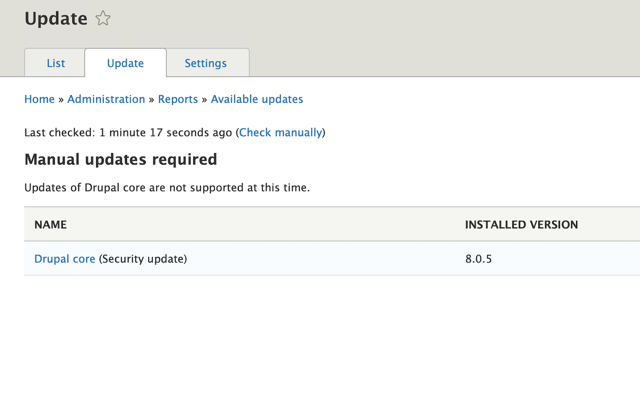 Update
List Update Settings
Home » Administration » Reports » Available updates
Last checked: 1 minute 17 seconds ago (Check manually)
Manual updates required
Updates of Drupal core are not supported at this time.
NAME INSTALLED VERSION
Drupal core (Security update) 8.0.5